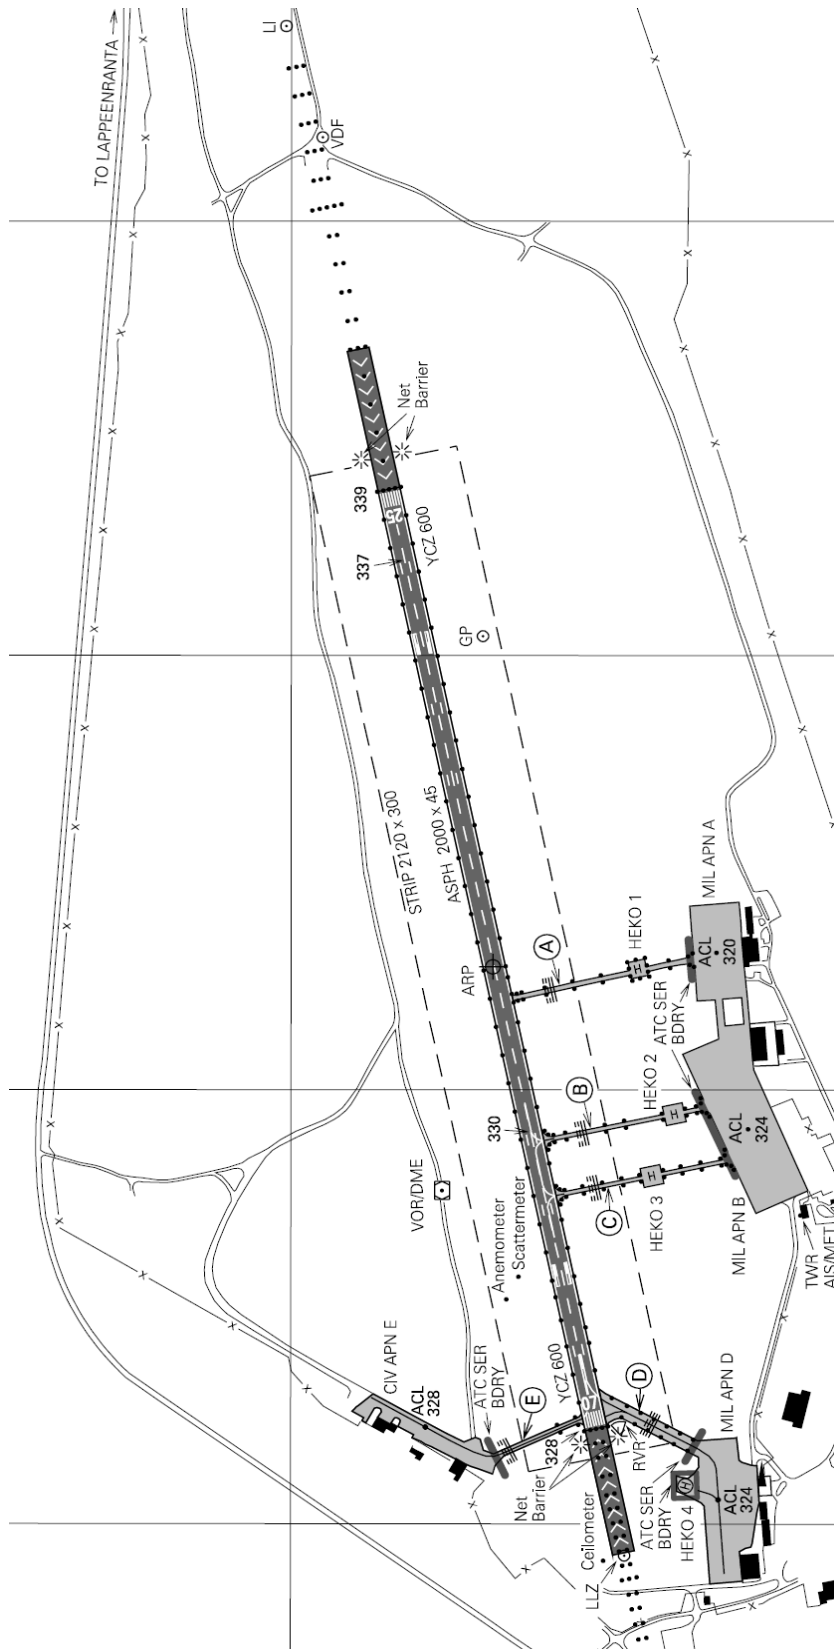 LI
TO LAPPEENRANTA
VDF
Net
Barrier
339
25
YCZ 600
337
GP
STRIP 2120 x 300
ASPH 2000 x 45
ARP
A
HEKO 1
MIL APN A
ACL
320
ATC SER
BDRY
HEKO 2
B
330
ACL
324
VOR/DME
Anemometer
Scattermeter
C
HEKO 3
MIL APN B
TWR
AIS/MET
CIV APN E
ACL
328
ATC SER
BDRY
E
YCZ 600
D
MIL APN D
328
RVR
Net
Barrier
Ceilometer
ATC SER
BDRY
HEKO 4
H
ACL
324
LLZ
H
H
H